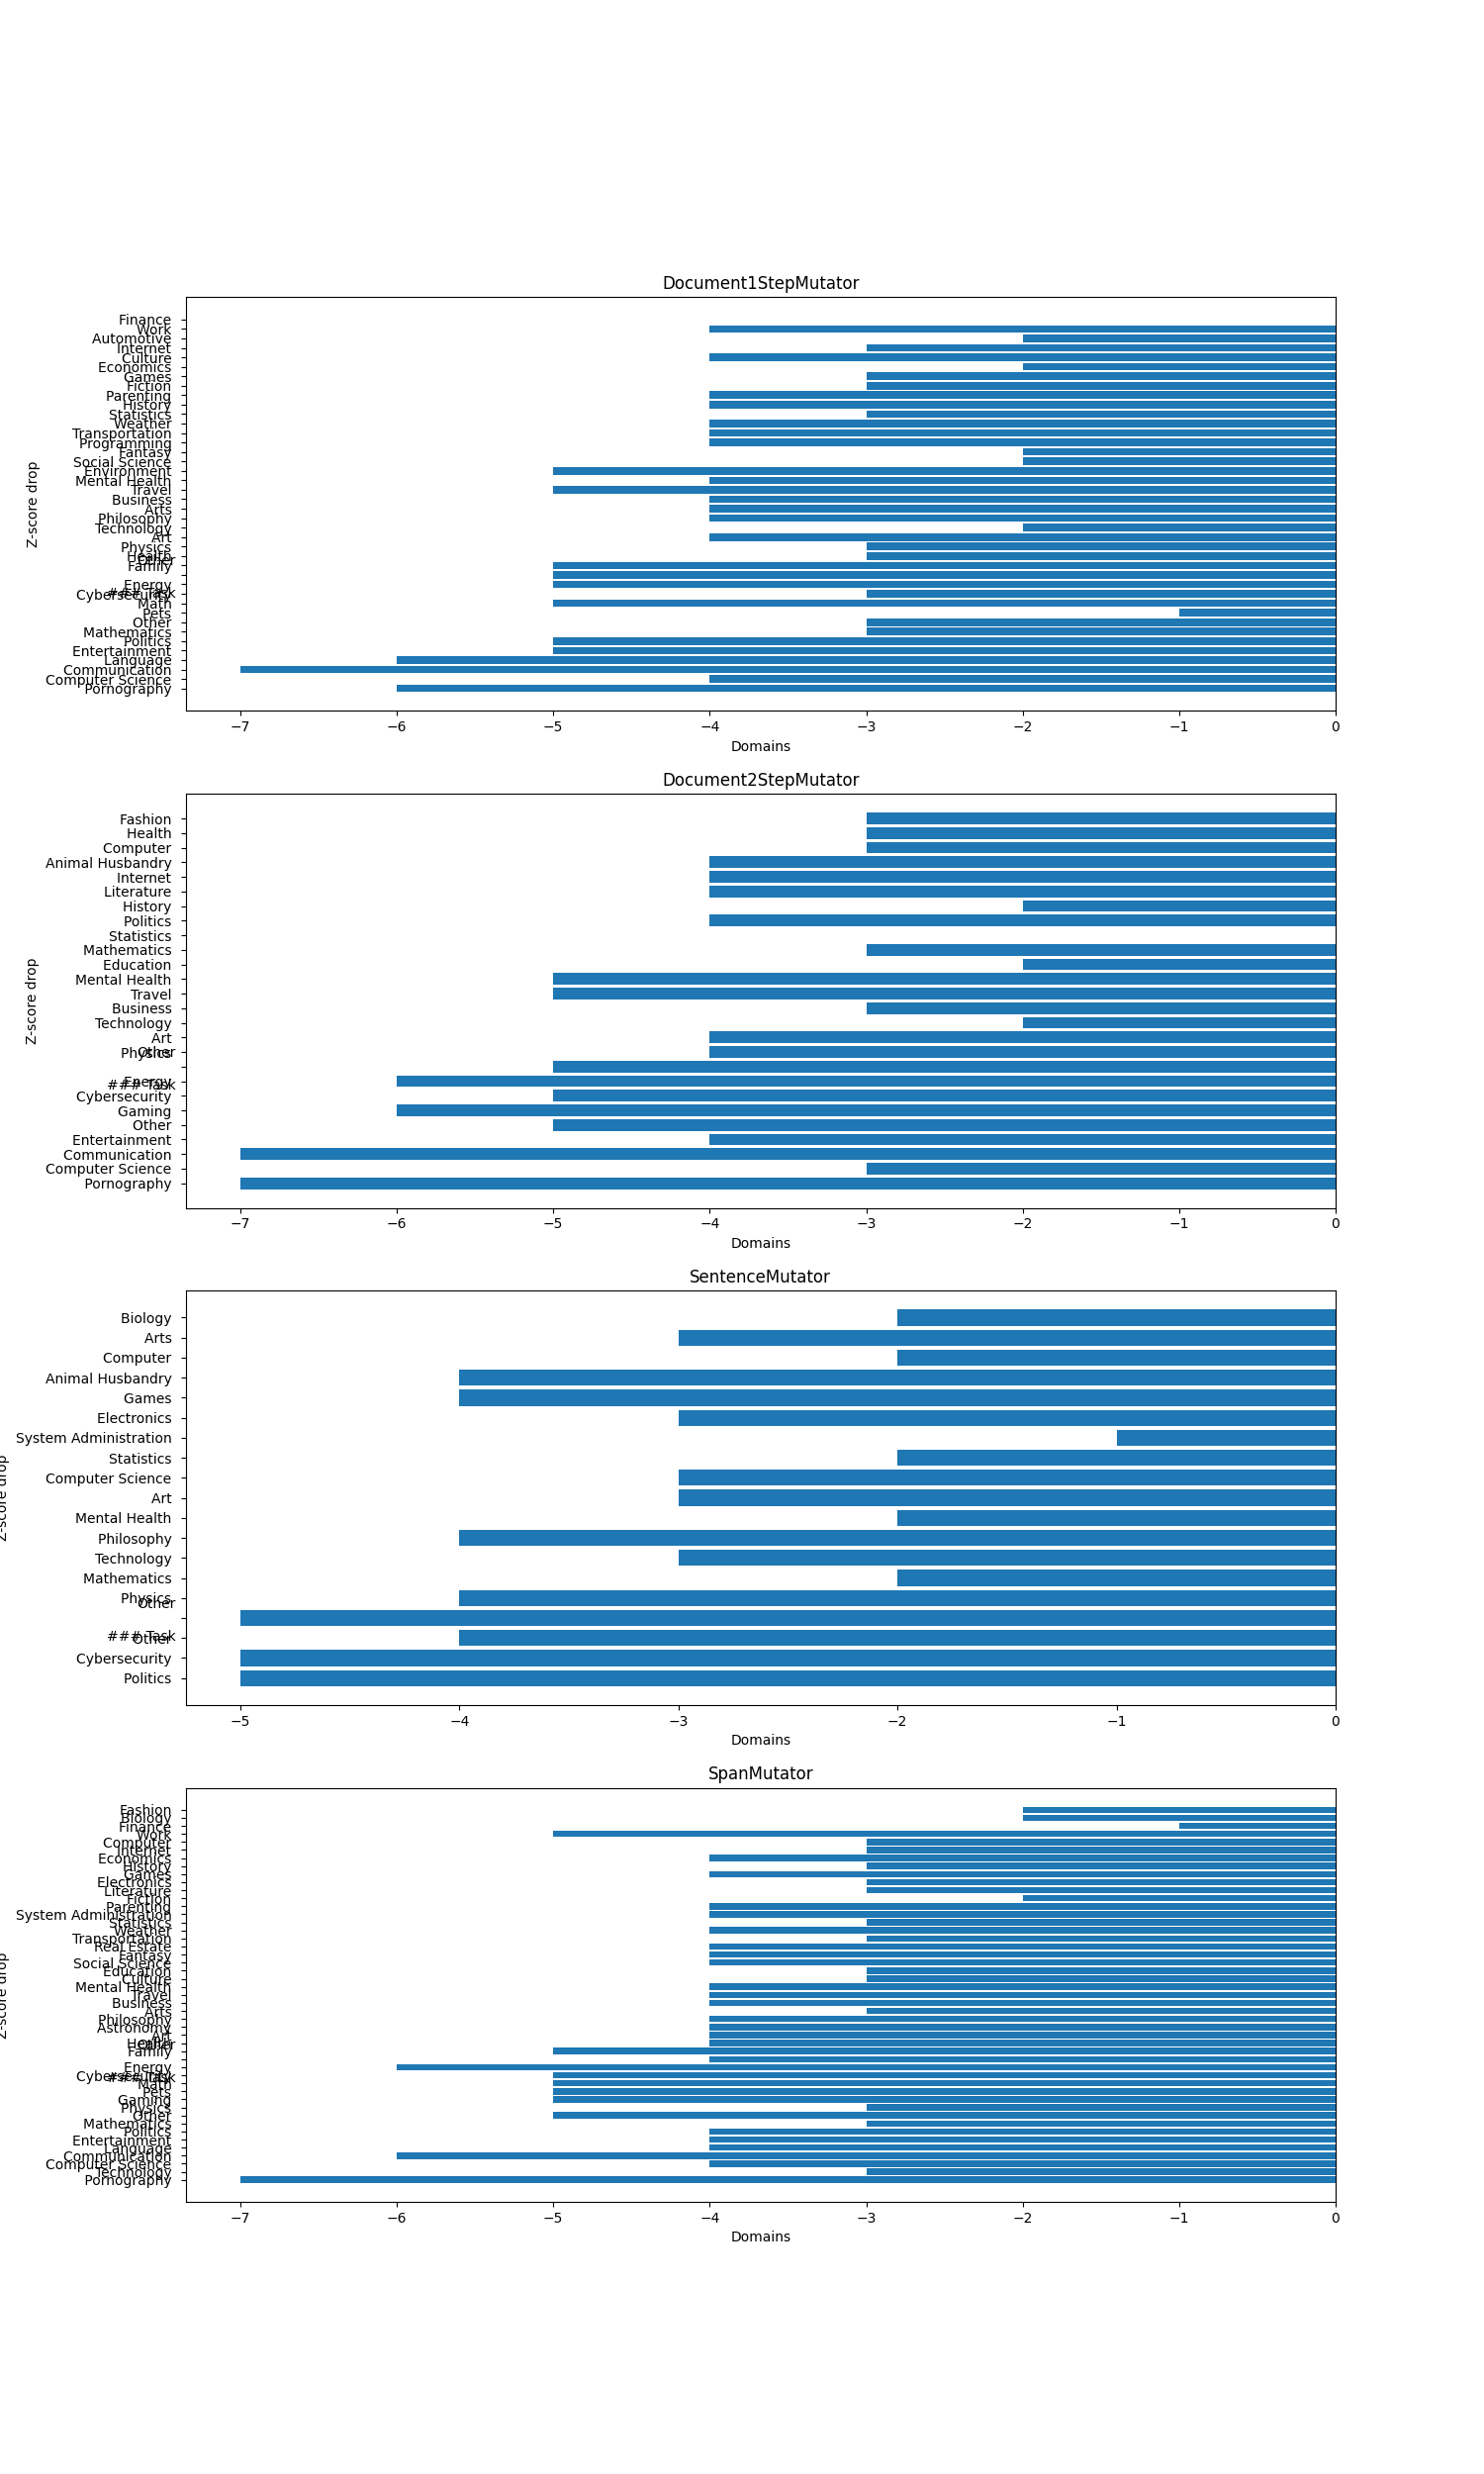 Document1StepMutator
Finance
Work
Automotive
Internet
Culture
Economics
Games
Fiction
Parenting
History
Statistics
Weather
Transportation
Programming
Fantasy
Social Science
Environment
Mental Health
Travel
Business
Arts
Philosophy
Technology
Art
Physics
Health
Other
Family
Energy
### Task
Cybersecurity
Math
Pets
Other
Mathematics
Politics
Entertainment
Language
Communication
Computer Science
Pornography
Z-score drop
−7 −6 −5 −4 −3 −2 −1 0
Domains
Document2StepMutator
Fashion
Health
Computer
Animal Husbandry
Internet
Literature
History
Politics
Statistics
Mathematics
Education
Mental Health
Travel
Business
Technology
Art
Physics
Other
Energy
### Task
Cybersecurity
Gaming
Other
Entertainment
Communication
Computer Science
Pornography
Z-score drop
−7 −6 −5 −4 −3 −2 −1 0
Domains
SentenceMutator
Biology
Arts
Computer
Animal Husbandry
Games
Electronics
System Administration
Statistics
Computer Science
Art
Mental Health
Philosophy
Technology
Mathematics
Physics
Other
### Task
Other
Cybersecurity
Politics
Z-score drop
−5 −4 −3 −2 −1 0
Domains
SpanMutator
Fashion
Biology
Finance
Work
Computer
Internet
Economics
History
Games
Electronics
Literature
Fiction
Parenting
System Administration
Statistics
Weather
Transportation
Real Estate
Fantasy
Social Science
Education
Culture
Mental Health
Travel
Business
Arts
Philosophy
Astronomy
Art
Health
Other
Family
Energy
Cybersecurity
### Task
Math
Pets
Gaming
Physics
Other
Mathematics
Politics
Entertainment
Language
Communication
Computer Science
Technology
Pornography
Z-score drop
−7 −6 −5 −4 −3 −2 −1 0
Domains